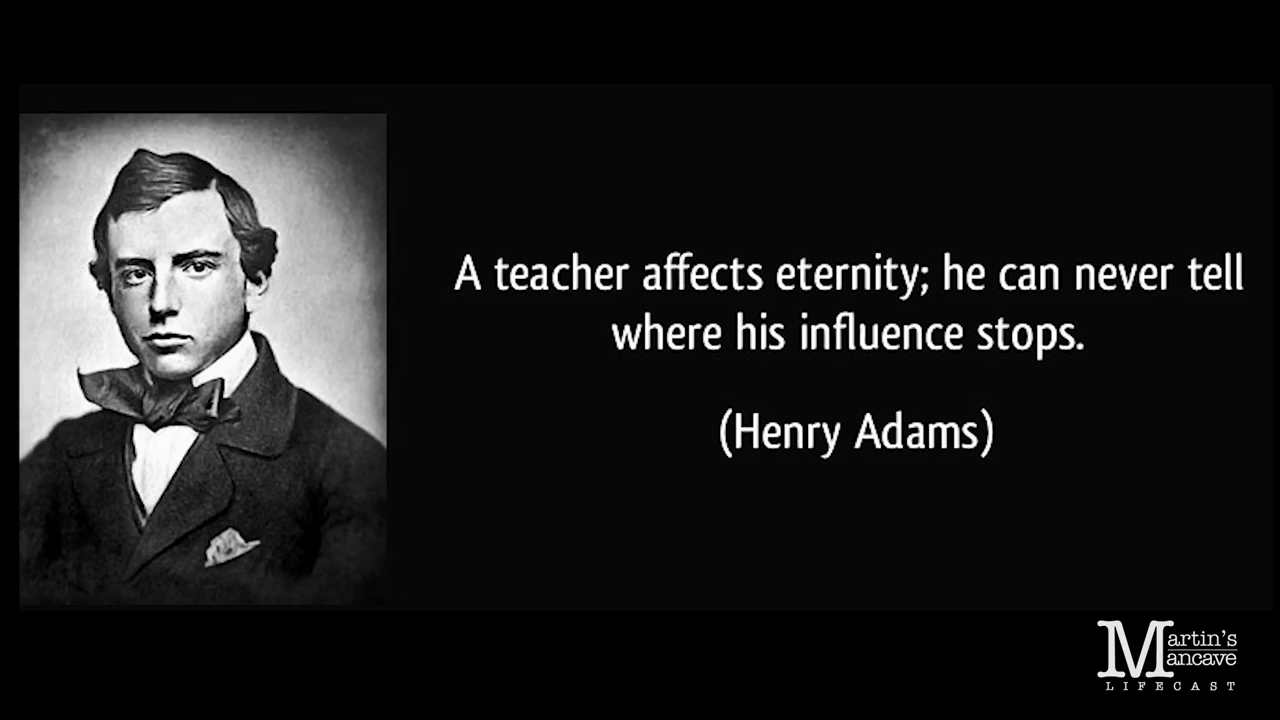 A teacher affects eternity; he can never tell
where his influence stops.
(Henry Adams)
Martin's
Mancave
LIFECAST